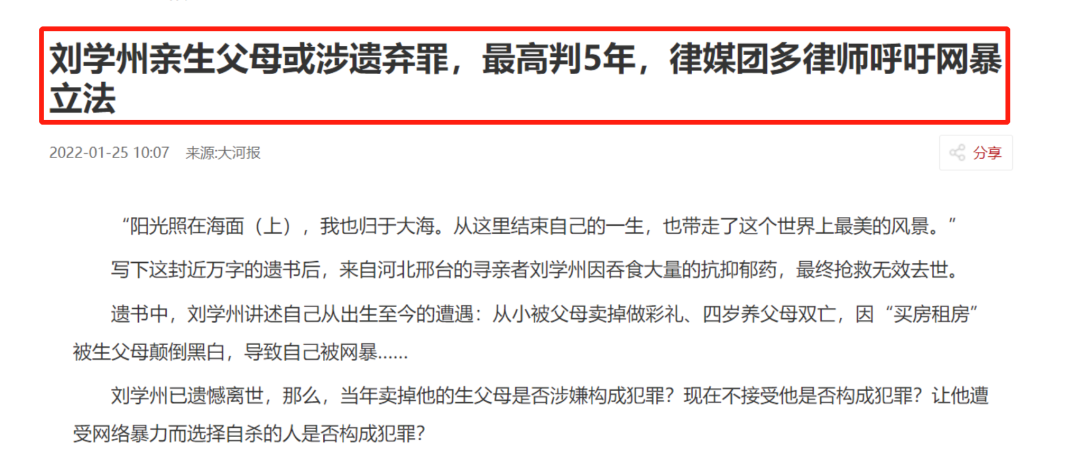 刘学州亲生父母或涉遗弃罪，最高判5年，律媒团多律师呼吁网暴
立法
2022-01-25 10:07 来源:大河报
分享
“阳光照在海面（上），我也归于大海。从这里结束自己的一生，也带走了这个世界上最美的风景。”
写下这封近万字的遗书后，来自河北邢台的寻亲者刘学州因吞食大量的抗抑郁药，最终抢救无效去世。
遗书中，刘学州讲述自己从出生至今的遭遇：从小被父母卖掉做彩礼、四岁养父母双亡，因“买房租房”
被生父母颠倒黑白，导致自己被网暴......
刘学州已遗憾离世，那么，当年卖掉他的生父母是否涉嫌构成犯罪？现在不接受他是否构成犯罪？让他遭
受网络暴力而选择自杀的人是否构成犯罪？